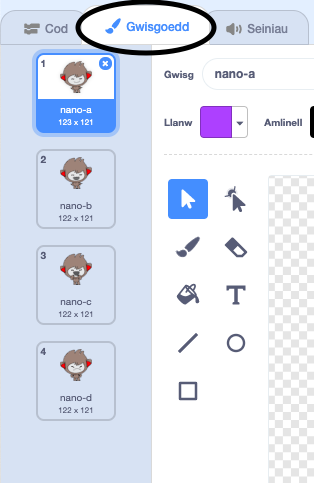 Cod Gwisgoedd Seiniau
1
nano-a
123 x 121
2
nano-b
122 x 121
3
nano-c
122 x 121
4
nano-d
122 x 121
Gwisg nano-a
Llanw Amlinell
T